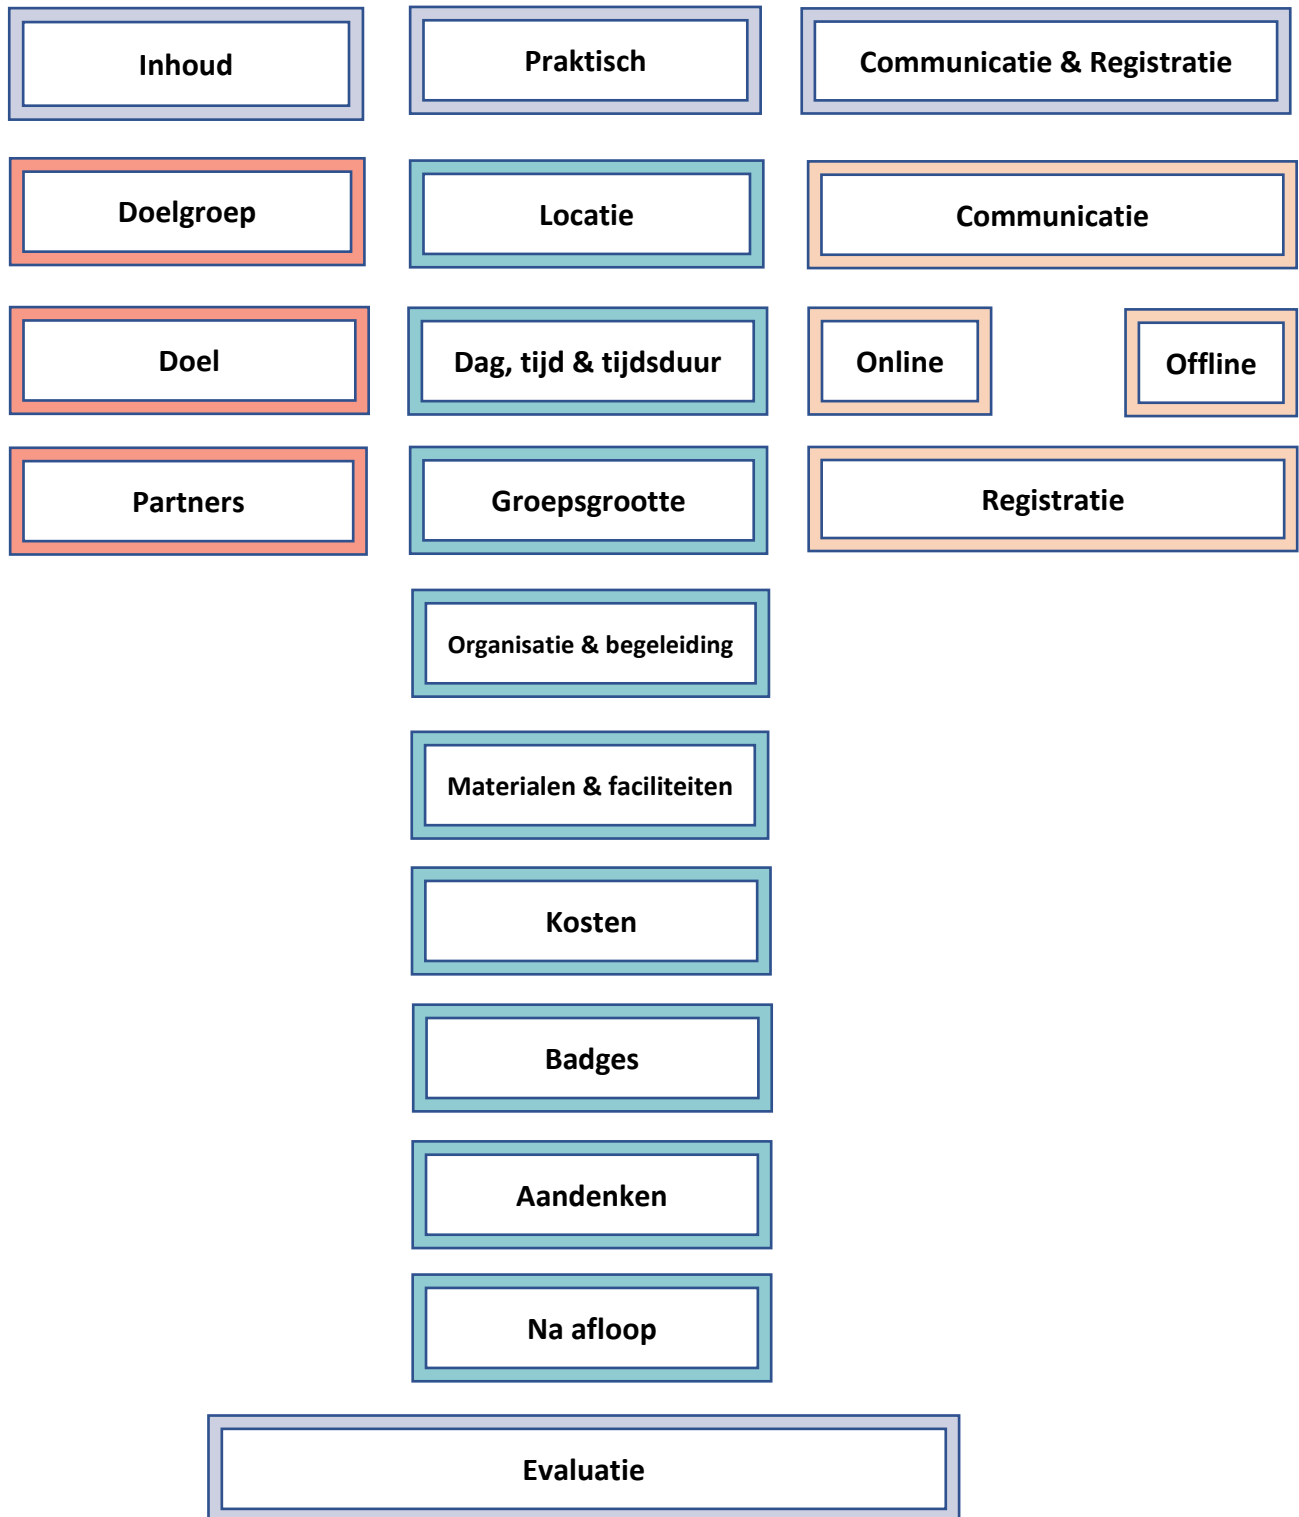 Inhoud
Praktisch
Communicatie & Registratie
Doelgroep
Locatie
Communicatie
Doel
Dag, tijd & tijdsduur
Online
Offline
Partners
Groepsgrootte
Registratie
Organisatie & begeleiding
Materialen & faciliteiten
Kosten
Badges
Aandenken
Na afloop
Evaluatie